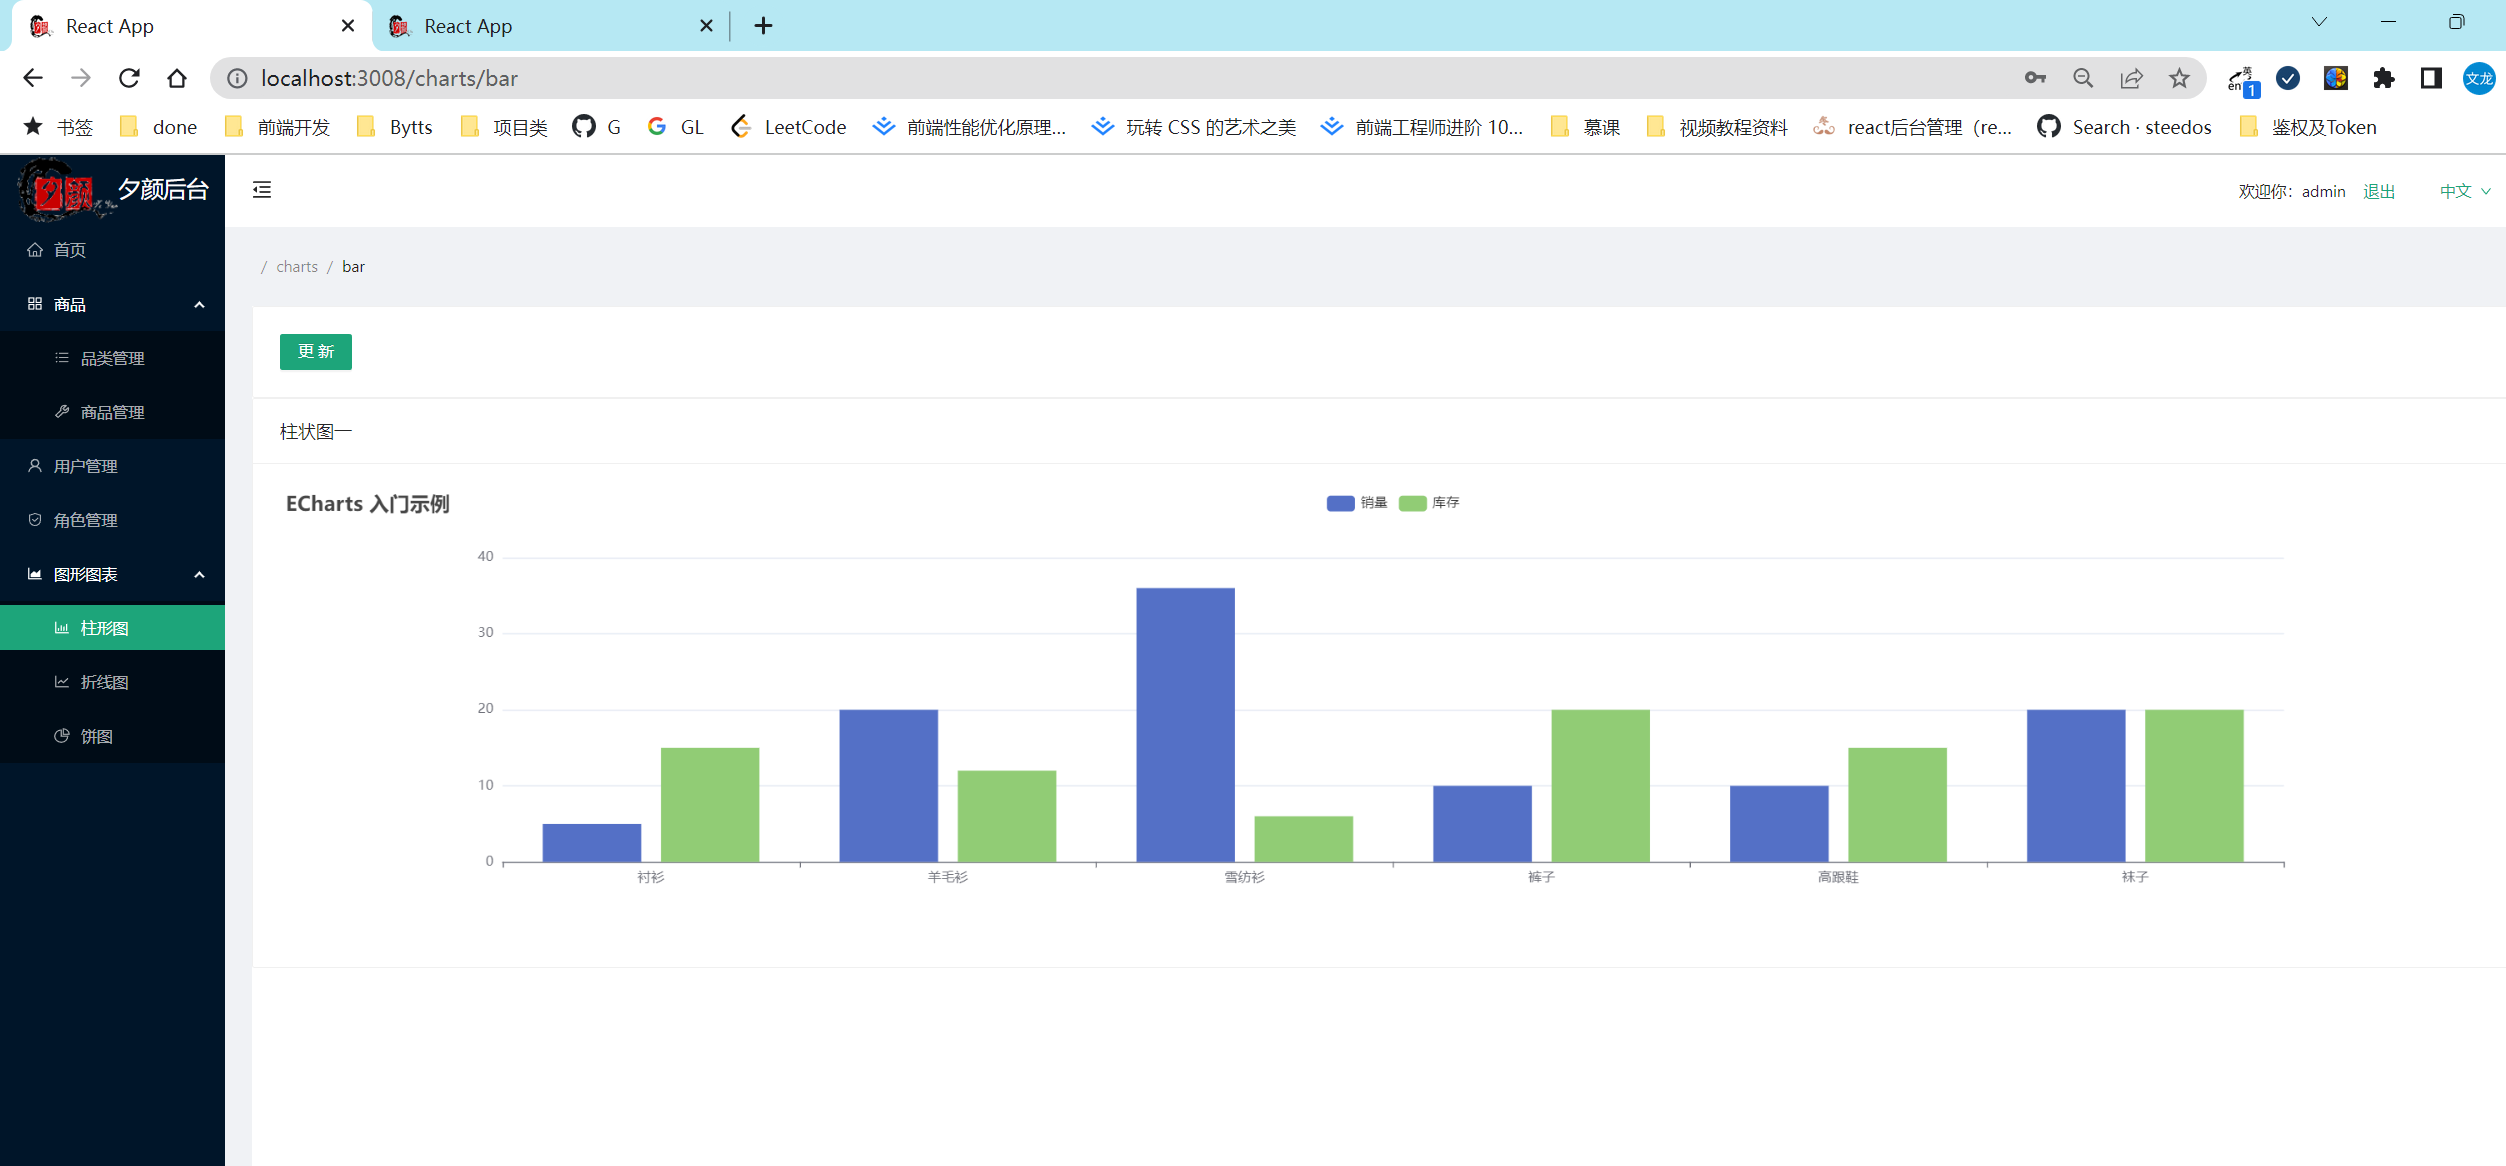 React App
React App
localhost:3008/charts/bar
英
en
1
文龙
书签
done
前端开发
Bytts
项目类
G
GL
LeetCode
前端性能优化原理...
玩转 CSS 的艺术之美
前端工程师进阶 10...
慕课
视频教程资料
react后台管理（re...
Search · steedos
鉴权及Token
夕颜
夕颜后台
欢迎你：admin
退出
中文
首页
商品
品类管理
商品管理
用户管理
角色管理
图形图表
柱形图
折线图
饼图
/ charts / bar
更 新
柱状图一
ECharts 入门示例
销量
库存
40
30
20
10
0
衬衫
羊毛衫
雪纺衫
裤子
高跟鞋
袜子